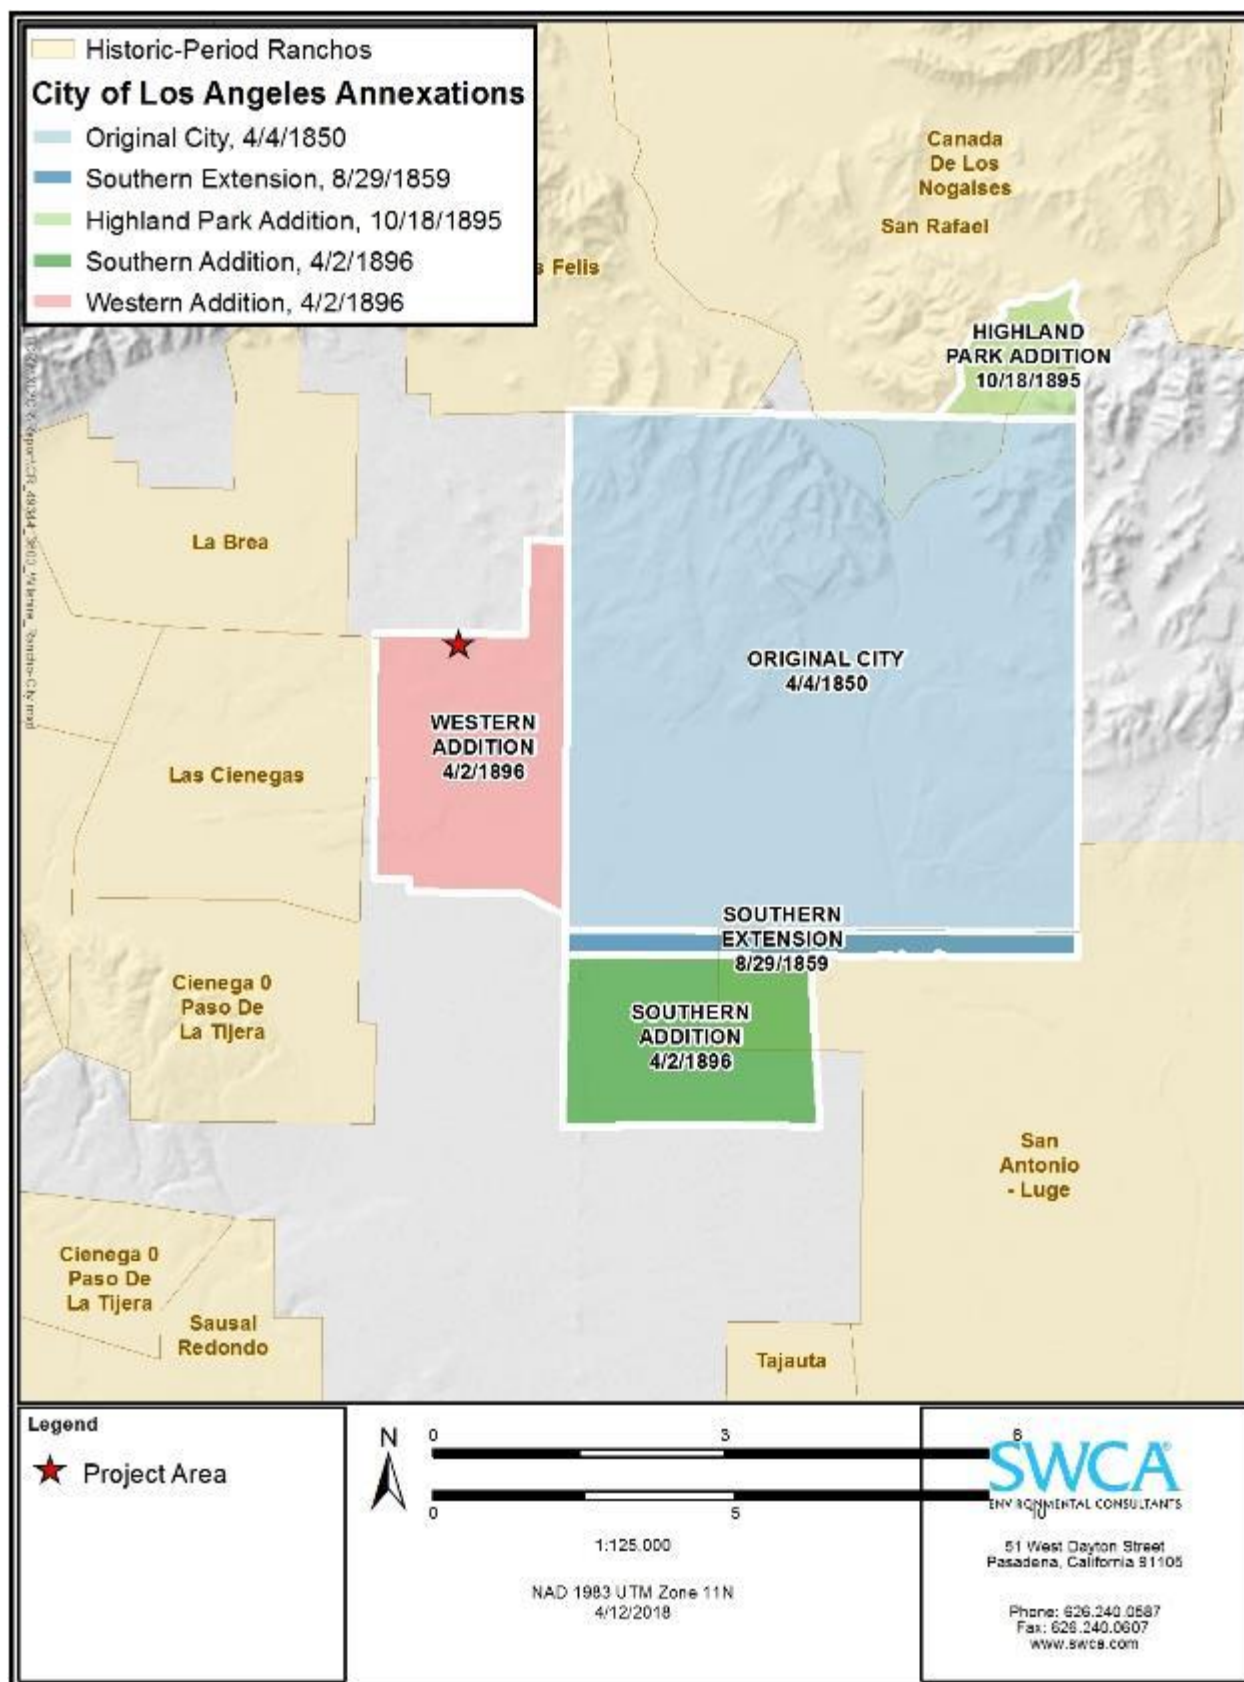 Historic-Period Ranchos
City of Los Angeles Annexations
Original City, 4/4/1850
Southern Extension, 8/29/1859
Highland Park Addition, 10/18/1895
Southern Addition, 4/2/1896
Western Addition, 4/2/1896
Canada
De Los
Nogalses
San Rafael
s Felis
HIGHLAND
PARK ADDITION
10/18/1895
La Brea
ORIGINAL CITY
4/4/1850
WESTERN
ADDITION
4/2/1896
Las Cienegas
SOUTHERN
EXTENSION
8/29/1859
Cienega 0
Paso De
La Tijera
SOUTHERN
ADDITION
4/2/1896
San
Antonio
- Luge
Cienega 0
Paso De
La Tijera
Sausal
Redondo
Tajauta
Legend
Project Area
N
0 3 6
0 5 10
1:125,000
NAD 1983 UTM Zone 11N
4/12/2018
SWCA
ENVIRONMENTAL CONSULTANTS
51 West Dayton Street
Pasadena, California 91105
Phone: 626.240.0587
Fax: 626.240.0607
www.swca.com